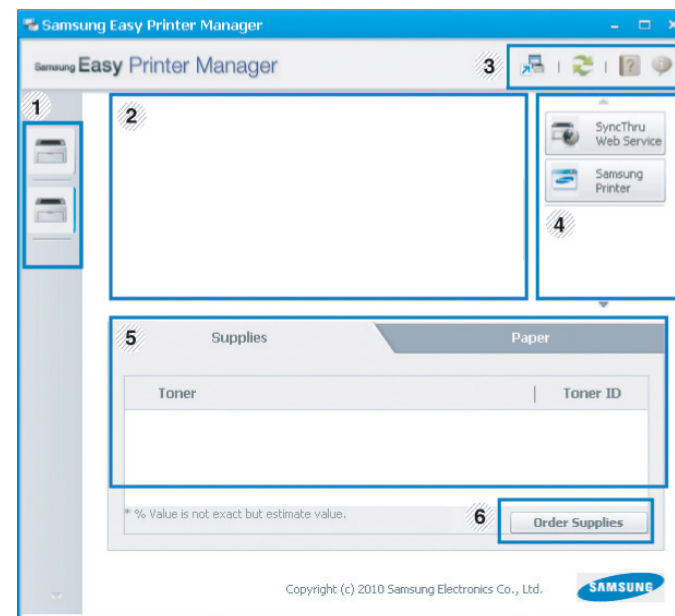 Samsung Easy Printer Manager
Samsung Easy Printer Manager
3
?
1
2
SyncThru
Web Service
Samsung
Printer
4
5 Supplies Paper
Toner | Toner ID
* % Value is not exact but estimate value.
6 Order Supplies
Copyright (c) 2010 Samsung Electronics Co., Ltd. SAMSUNG